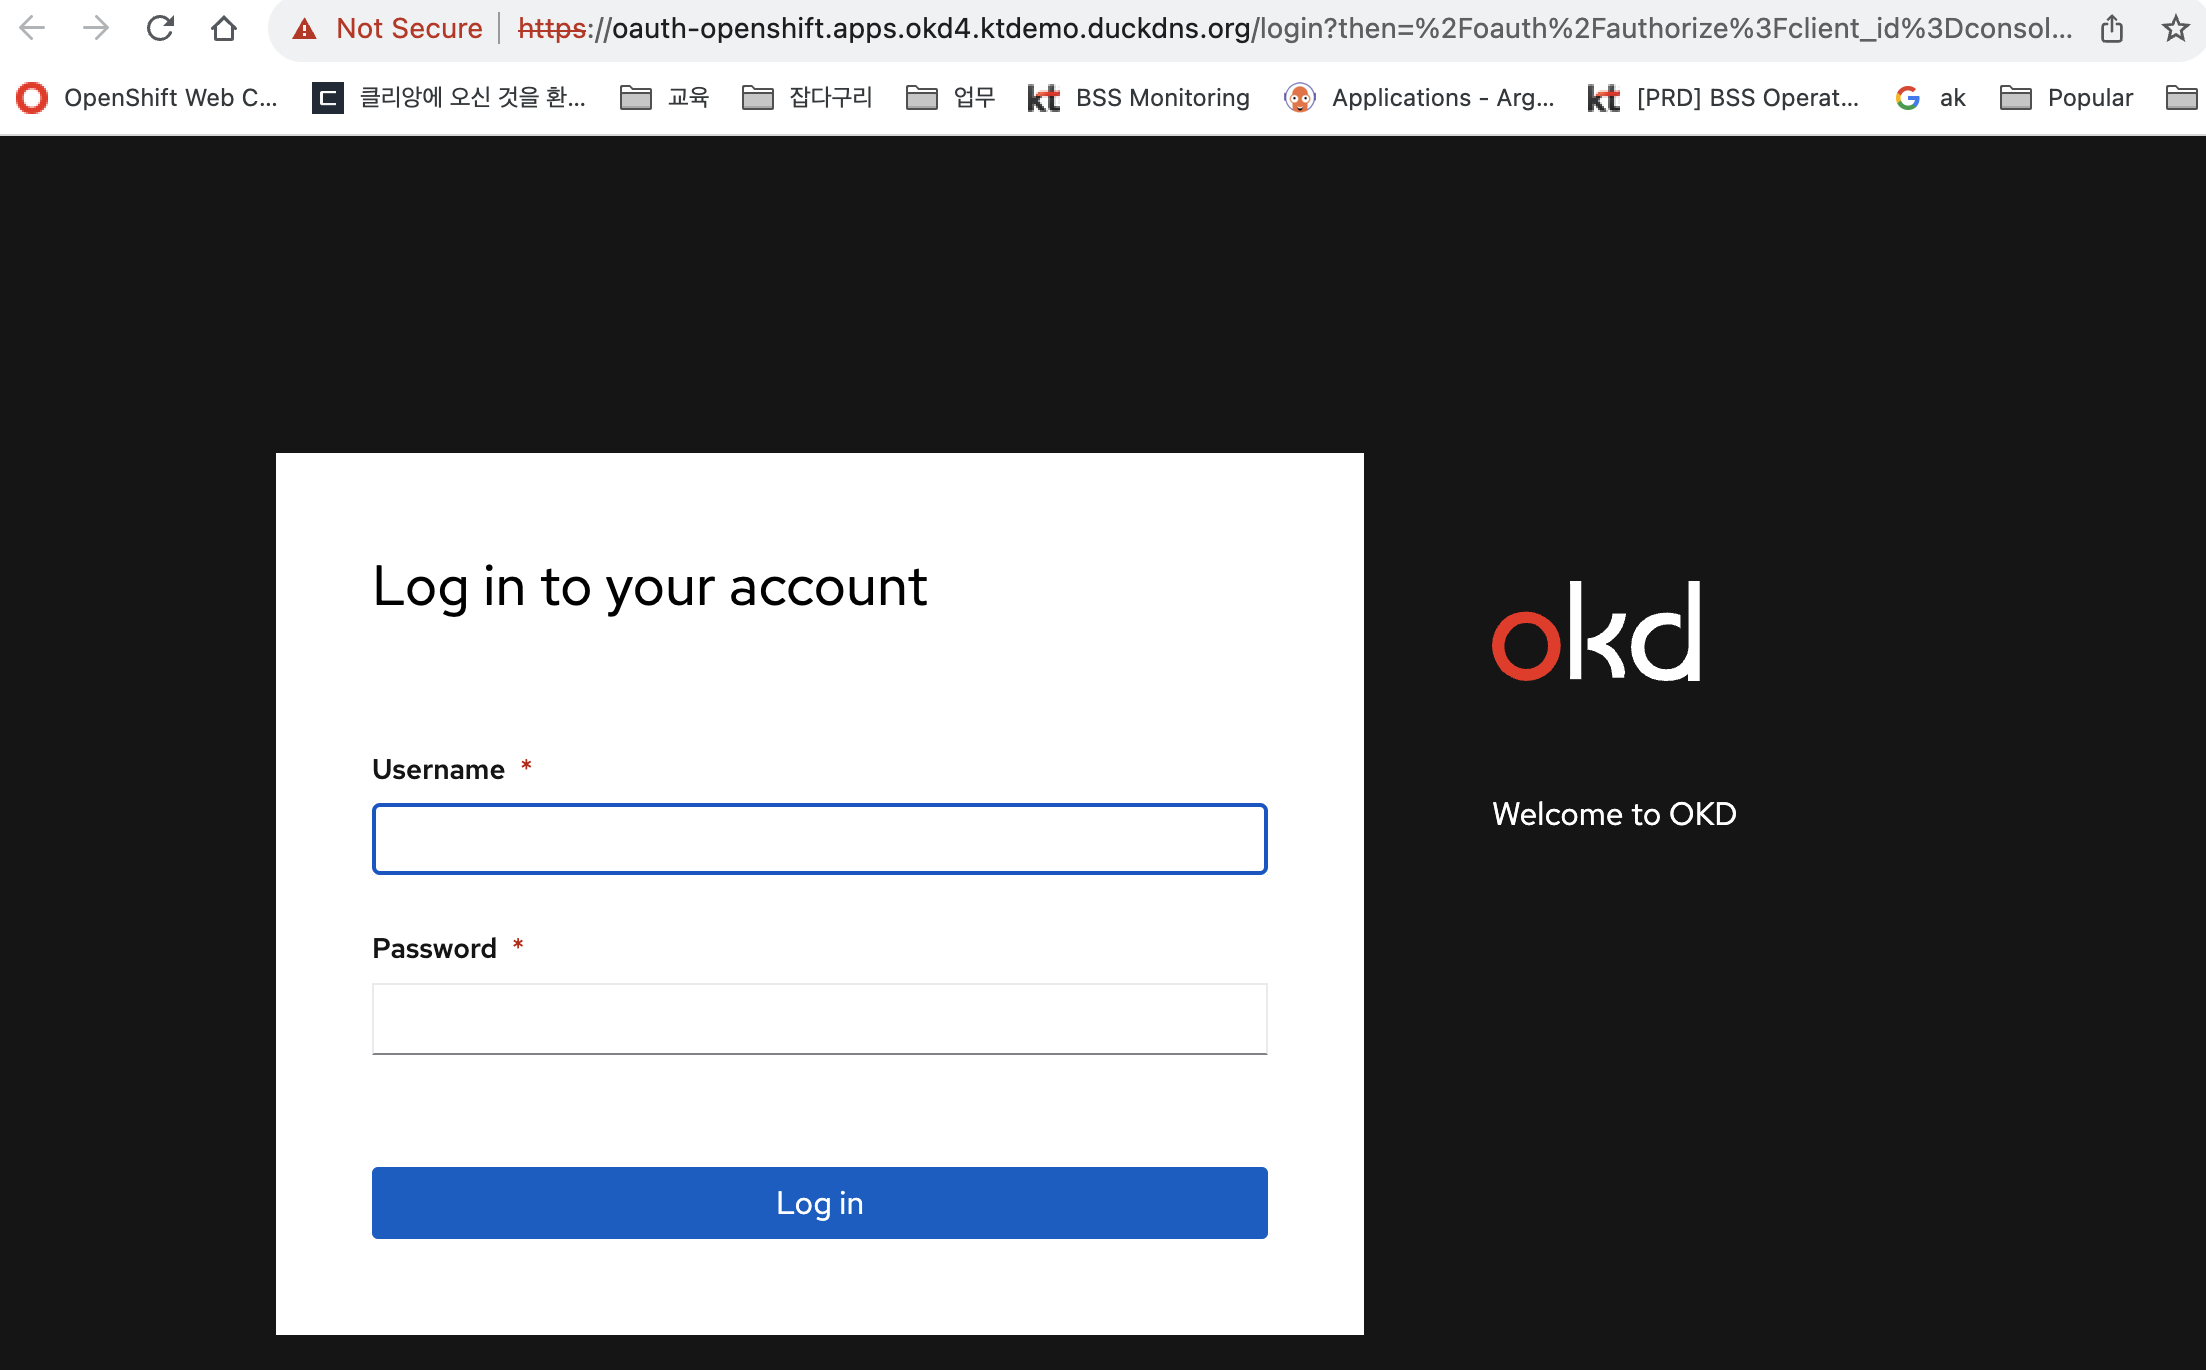 Not Secure https://oauth-openshift.apps.okd4.ktdemo.duckdns.org/login?then=%2Foauth%2Fauthorize%3Fclient_id%3Dconsol...
OpenShift Web C... 클리앙에 오신 것을 환... 교육 잡다구리 업무 kt BSS Monitoring Applications - Arg... kt [PRD] BSS Operat... G ak Popular
Log in to your account
okd
Username *
Welcome to OKD
Password *
Log in